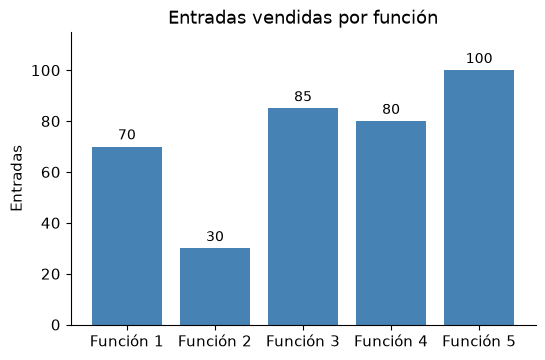 Entradas vendidas por función
Entradas
100
80
60
40
20
0
70
30
85
80
100
Función 1
Función 2
Función 3
Función 4
Función 5